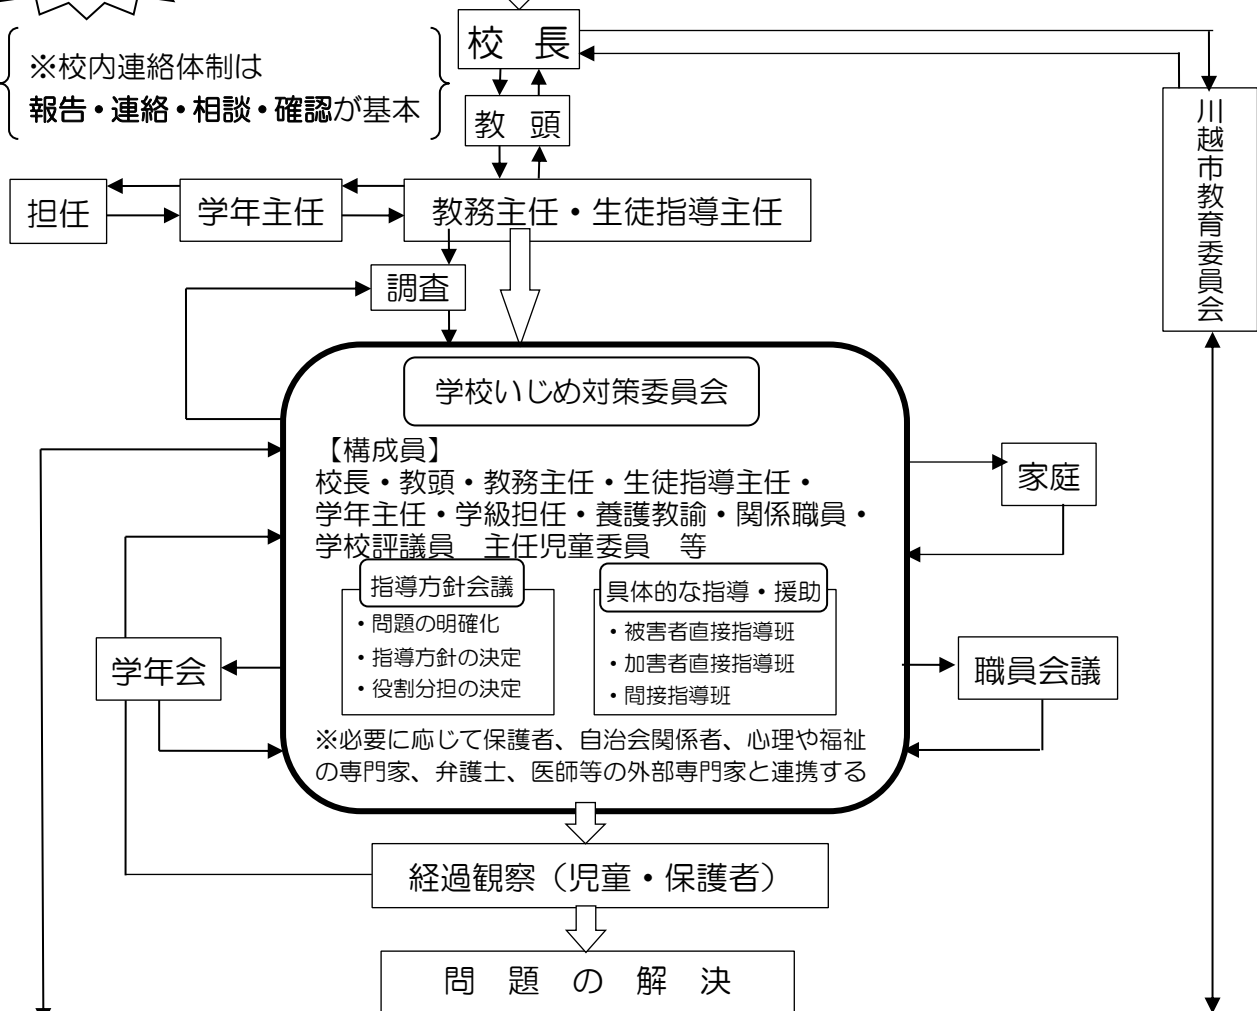 校　長
※校内連絡体制は
報告・連絡・相談・確認が基本
教　頭
川越市教育委員会
担任
学年主任
教務主任・生徒指導主任
調査
学校いじめ対策委員会
【構成員】
校長・教頭・教務主任・生徒指導主任・
学年主任・学級担任・養護教諭・関係職員・
学校評議員　主任児童委員　等
家庭
指導方針会議
・問題の明確化
・指導方針の決定
・役割分担の決定
具体的な指導・援助
・被害者直接指導班
・加害者直接指導班
・間接指導班
学年会
職員会議
※必要に応じて保護者、自治会関係者、心理や福祉
の専門家、弁護士、医師等の外部専門家と連携する
経過観察（児童・保護者）
問　題　の　解　決